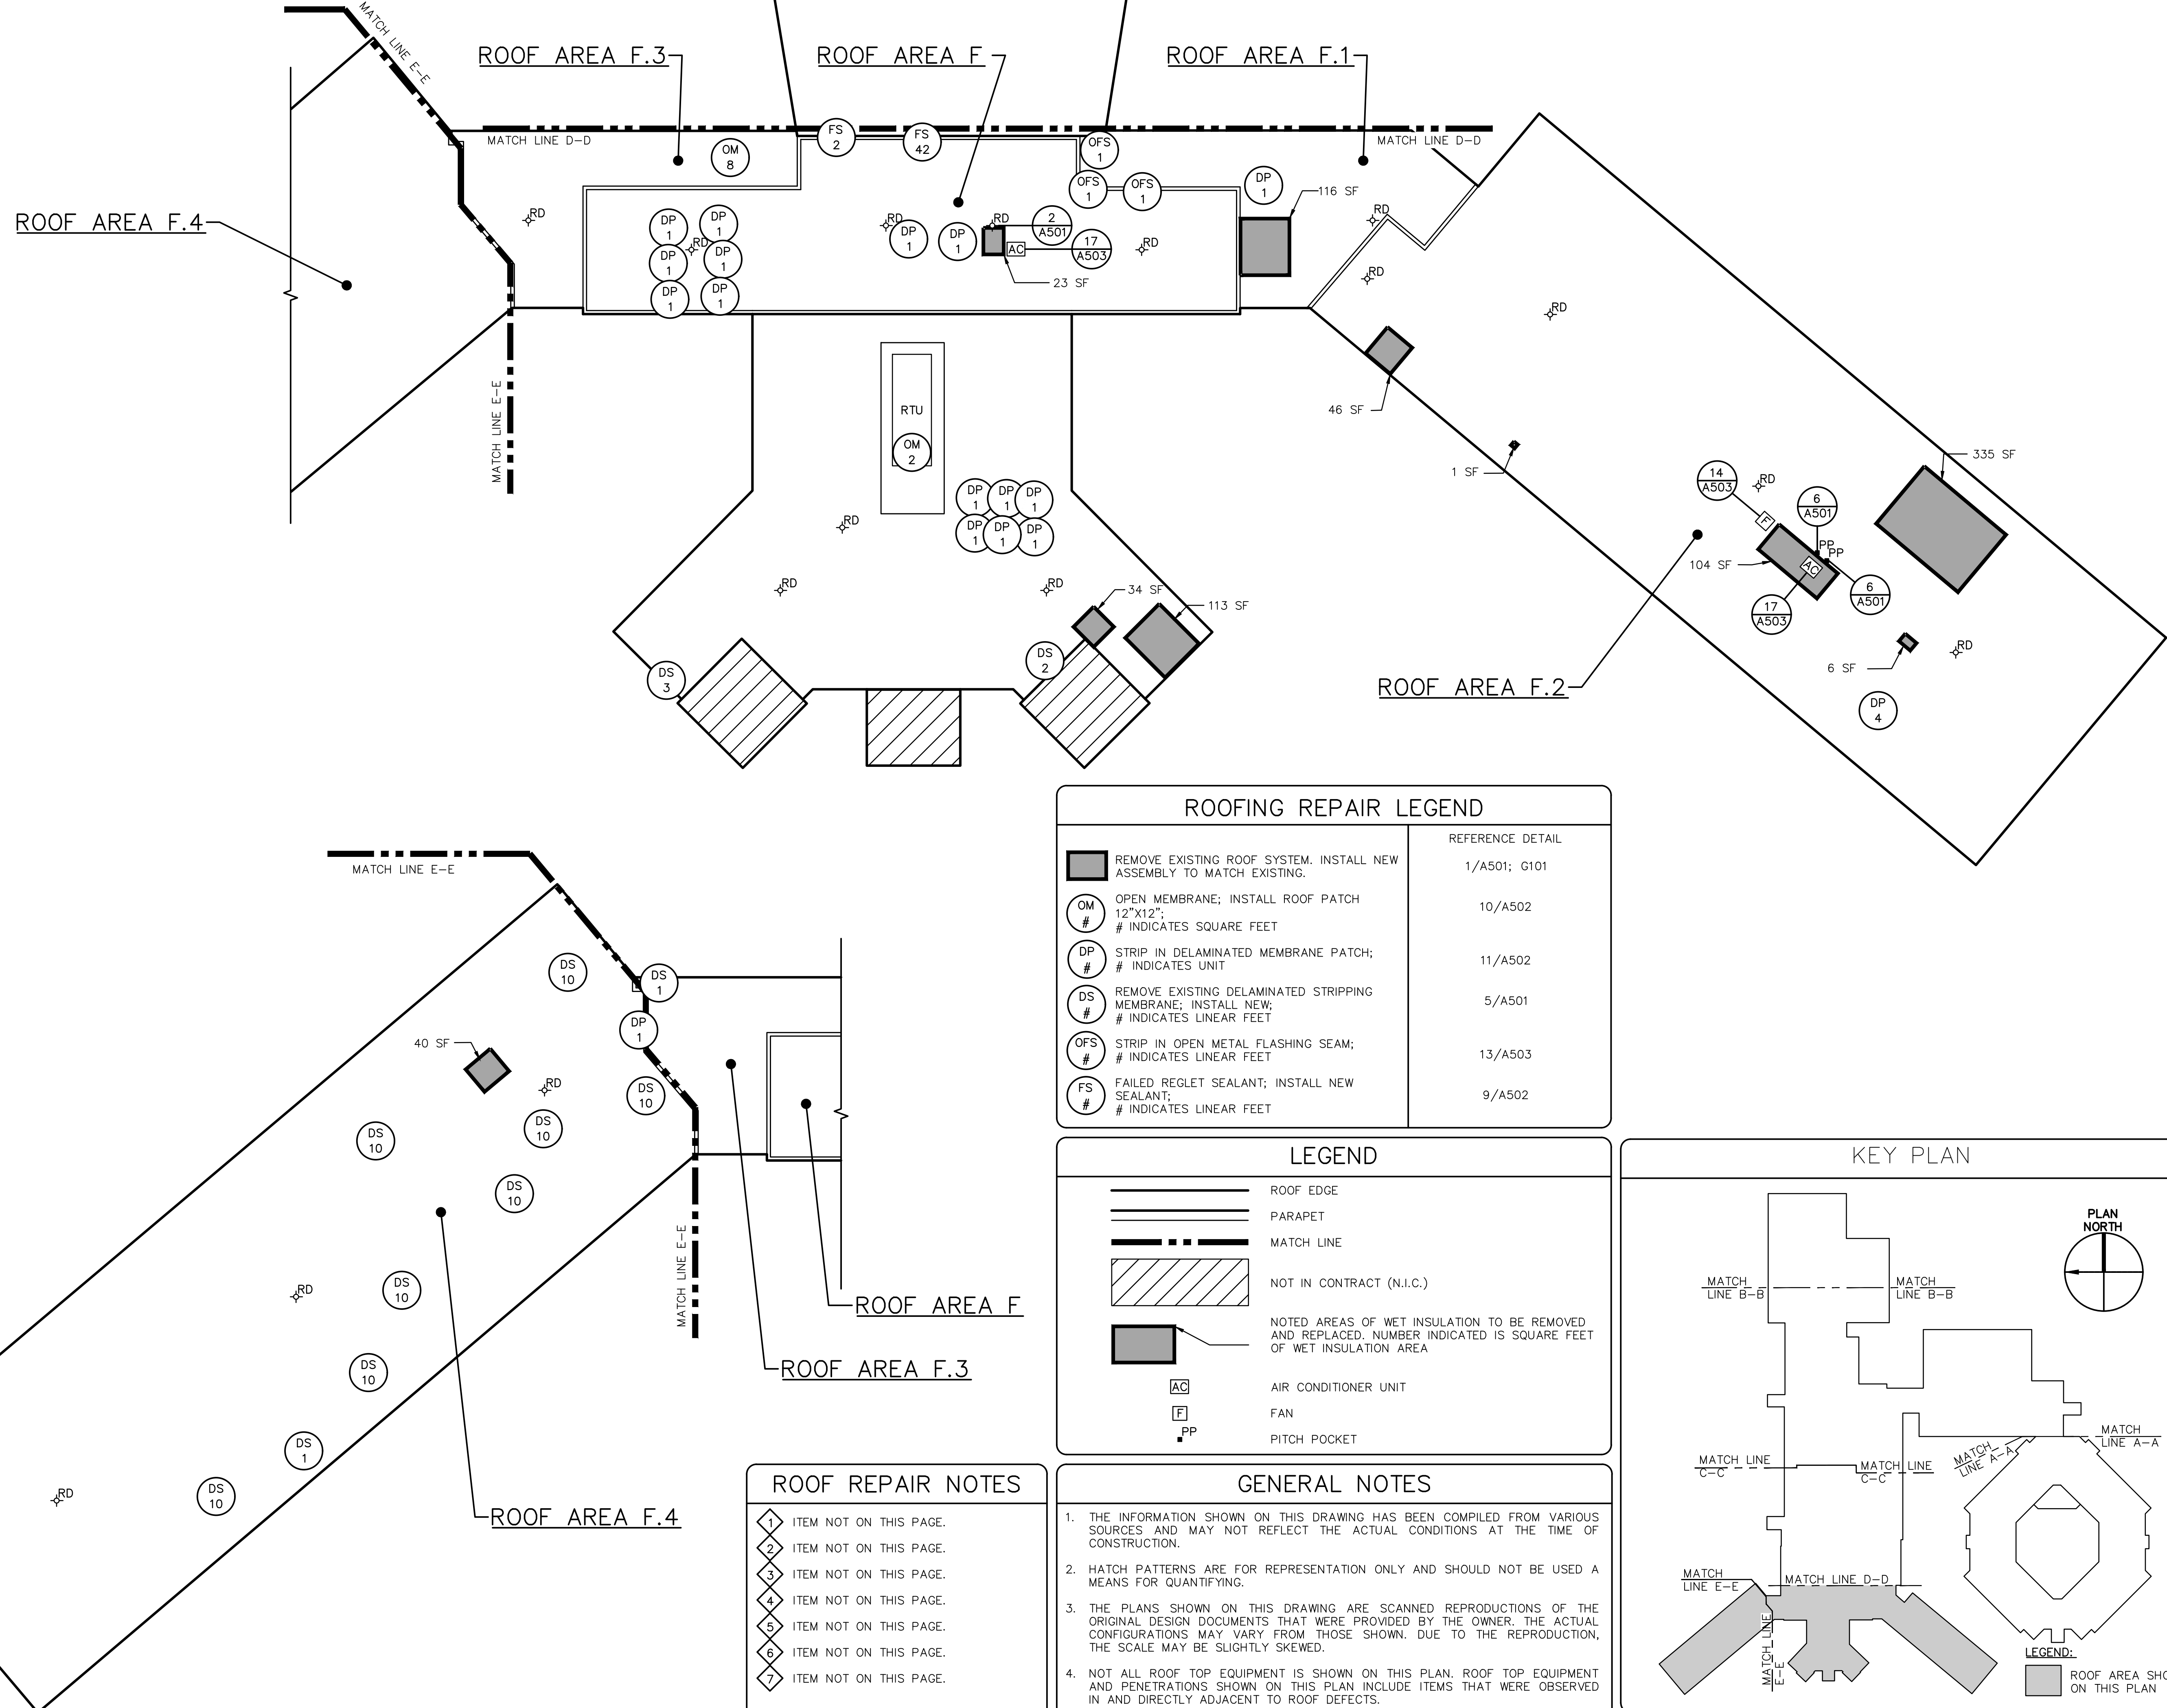 MATCH LINE E-E
ROOF AREA F.3
ROOF AREA F
ROOF AREA F.1
MATCH LINE D-D
MATCH LINE D-D
FS
2
FS
42
OFS
1
OM
8
OFS
1
OFS
1
DP
1
116 SF
ROOF AREA F.4
RD
DP
1
DP
1
RD
DP
1
DP
1
DP
1
DP
1
RD
DP
1
DP
1
RD
2
A501
AC
17
A503
23 SF
RD
RD
RD
RD
MATCH LINE E-E
RTU
OM
2
46 SF
1 SF
335 SF
14
A503
RD
6
A501
F
PP
PP
104 SF
AC
6
A501
17
A503
DP
1
DP
1
DP
1
DP
1
DP
1
DP
1
RD
RD
RD
34 SF
113 SF
DS
3
DS
2
6 SF
RD
ROOF AREA F.2
DP
4
ROOFING REPAIR LEGEND
REFERENCE DETAIL
REMOVE EXISTING ROOF SYSTEM. INSTALL NEW
ASSEMBLY TO MATCH EXISTING.
1/A501; G101
OM
#
OPEN MEMBRANE; INSTALL ROOF PATCH
12"X12";
# INDICATES SQUARE FEET
10/A502
DP
#
STRIP IN DELAMINATED MEMBRANE PATCH;
# INDICATES UNIT
11/A502
DS
#
REMOVE EXISTING DELAMINATED STRIPPING
MEMBRANE; INSTALL NEW;
# INDICATES LINEAR FEET
5/A501
OFS
#
STRIP IN OPEN METAL FLASHING SEAM;
# INDICATES LINEAR FEET
13/A503
FS
#
FAILED REGLET SEALANT; INSTALL NEW
SEALANT;
# INDICATES LINEAR FEET
9/A502
MATCH LINE E-E
DS
10
DS
1
DP
1
40 SF
RD
DS
10
DS
10
DS
10
DS
10
MATCH LINE E-E
RD
DS
10
DS
10
DS
1
DS
10
RD
ROOF AREA F
ROOF AREA F.3
ROOF AREA F.4
LEGEND
ROOF EDGE
PARAPET
MATCH LINE
NOT IN CONTRACT (N.I.C.)
NOTED AREAS OF WET INSULATION TO BE REMOVED
AND REPLACED. NUMBER INDICATED IS SQUARE FEET
OF WET INSULATION AREA
AC
AIR CONDITIONER UNIT
F
FAN
PP
PITCH POCKET
KEY PLAN
PLAN
NORTH
MATCH
LINE B-B
MATCH
LINE B-B
MATCH
LINE A-A
MATCH
LINE A-A
MATCH LINE
C-C
MATCH LINE
C-C
MATCH
LINE E-E
MATCH LINE D-D
MATCH LINE
E-E
LEGEND:
ROOF AREA SHO
ON THIS PLAN
ROOF REPAIR NOTES
1 ITEM NOT ON THIS PAGE.
2 ITEM NOT ON THIS PAGE.
3 ITEM NOT ON THIS PAGE.
4 ITEM NOT ON THIS PAGE.
5 ITEM NOT ON THIS PAGE.
6 ITEM NOT ON THIS PAGE.
7 ITEM NOT ON THIS PAGE.
GENERAL NOTES
1. THE INFORMATION SHOWN ON THIS DRAWING HAS BEEN COMPILED FROM VARIOUS
SOURCES AND MAY NOT REFLECT THE ACTUAL CONDITIONS AT THE TIME OF
CONSTRUCTION.
2. HATCH PATTERNS ARE FOR REPRESENTATION ONLY AND SHOULD NOT BE USED A
MEANS FOR QUANTIFYING.
3. THE PLANS SHOWN ON THIS DRAWING ARE SCANNED REPRODUCTIONS OF THE
ORIGINAL DESIGN DOCUMENTS THAT WERE PROVIDED BY THE OWNER. THE ACTUAL
CONFIGURATIONS MAY VARY FROM THOSE SHOWN. DUE TO THE REPRODUCTION,
THE SCALE MAY BE SLIGHTLY SKEWED.
4. NOT ALL ROOF TOP EQUIPMENT IS SHOWN ON THIS PLAN. ROOF TOP EQUIPMENT
AND PENETRATIONS SHOWN ON THIS PLAN INCLUDE ITEMS THAT WERE OBSERVED
IN AND DIRECTLY ADJACENT TO ROOF DEFECTS.